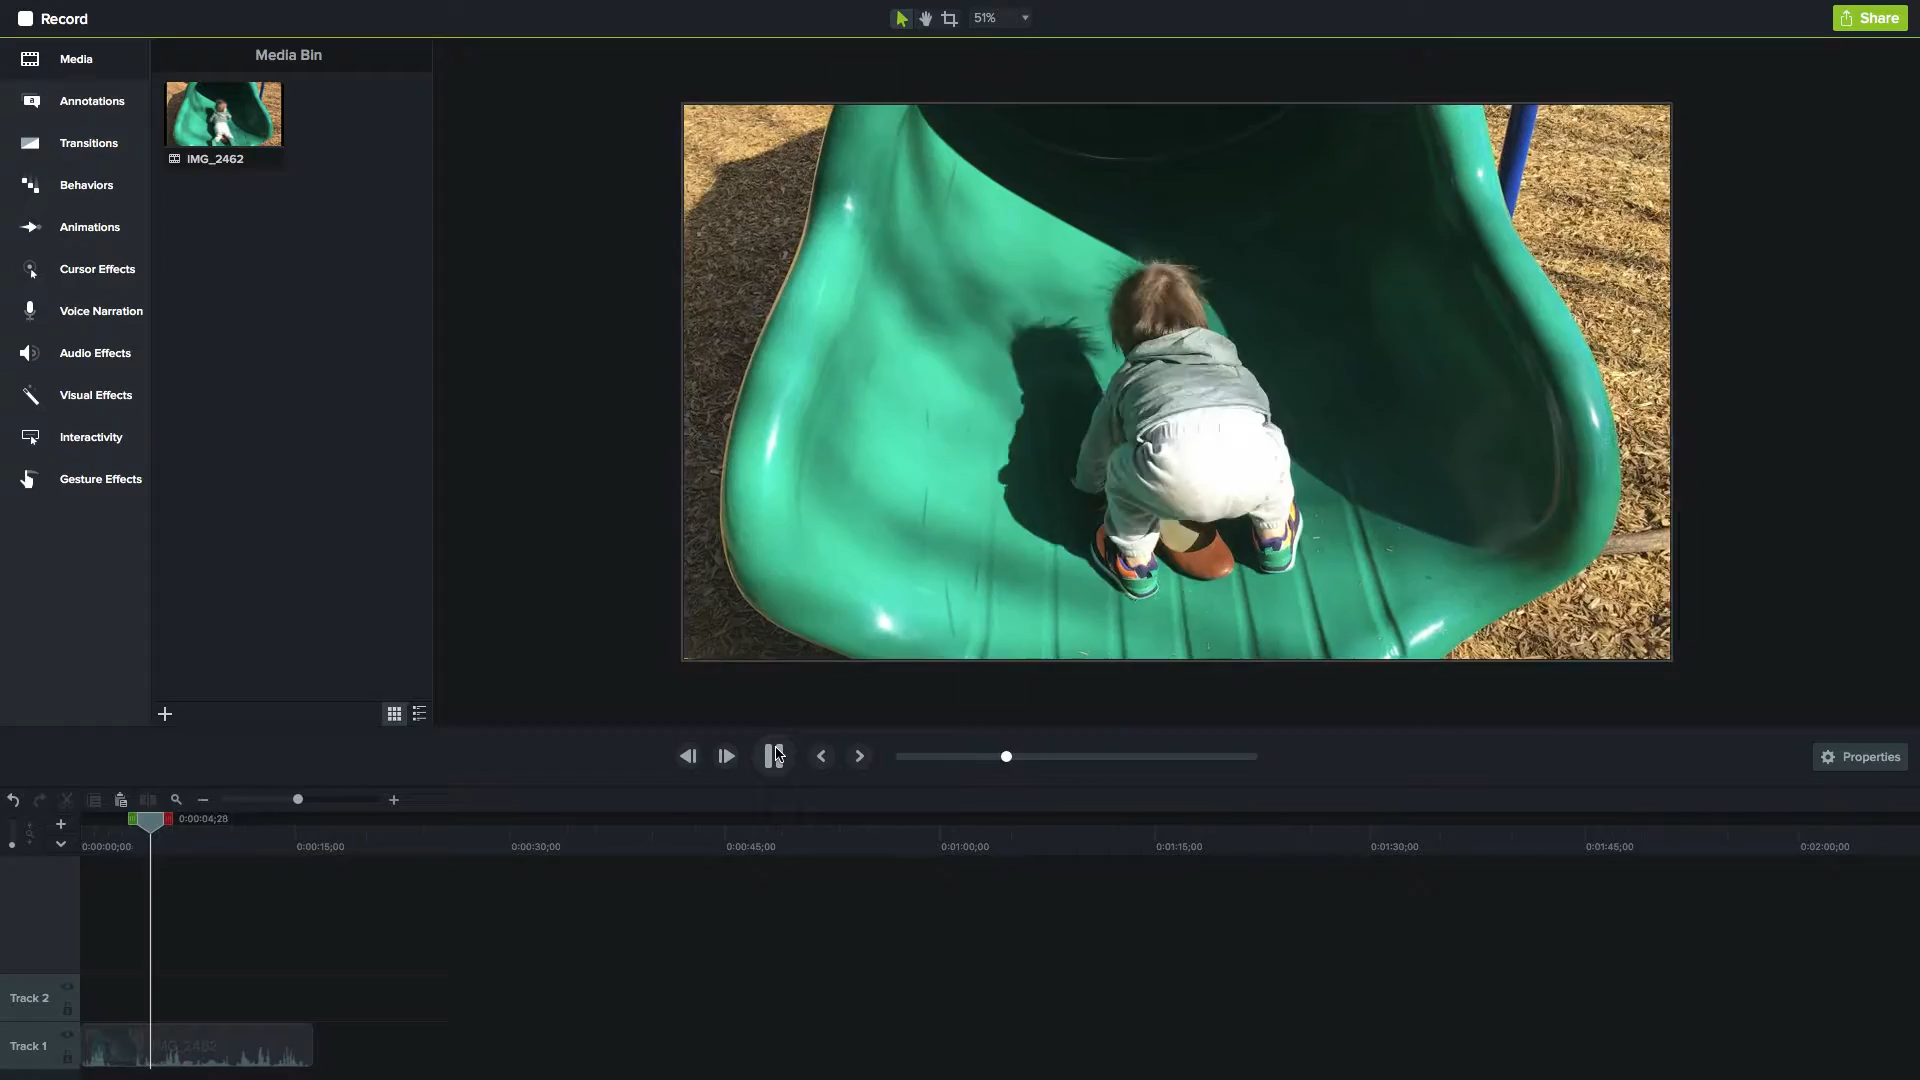 Record
51%
Share
Media
Media Bin
Annotations
Transitions
IMG_2462
Behaviors
Animations
Cursor Effects
Voice Narration
Audio Effects
Visual Effects
Interactivity
Gesture Effects
Properties
0:00:04;28
0:00:00;00
0:00:15;00
0:00:30;00
0:00:45;00
0:01:00;00
0:01:15;00
0:01:30;00
0:01:45;00
0:02:00;00
Track 2
Track 1
IMG_2462